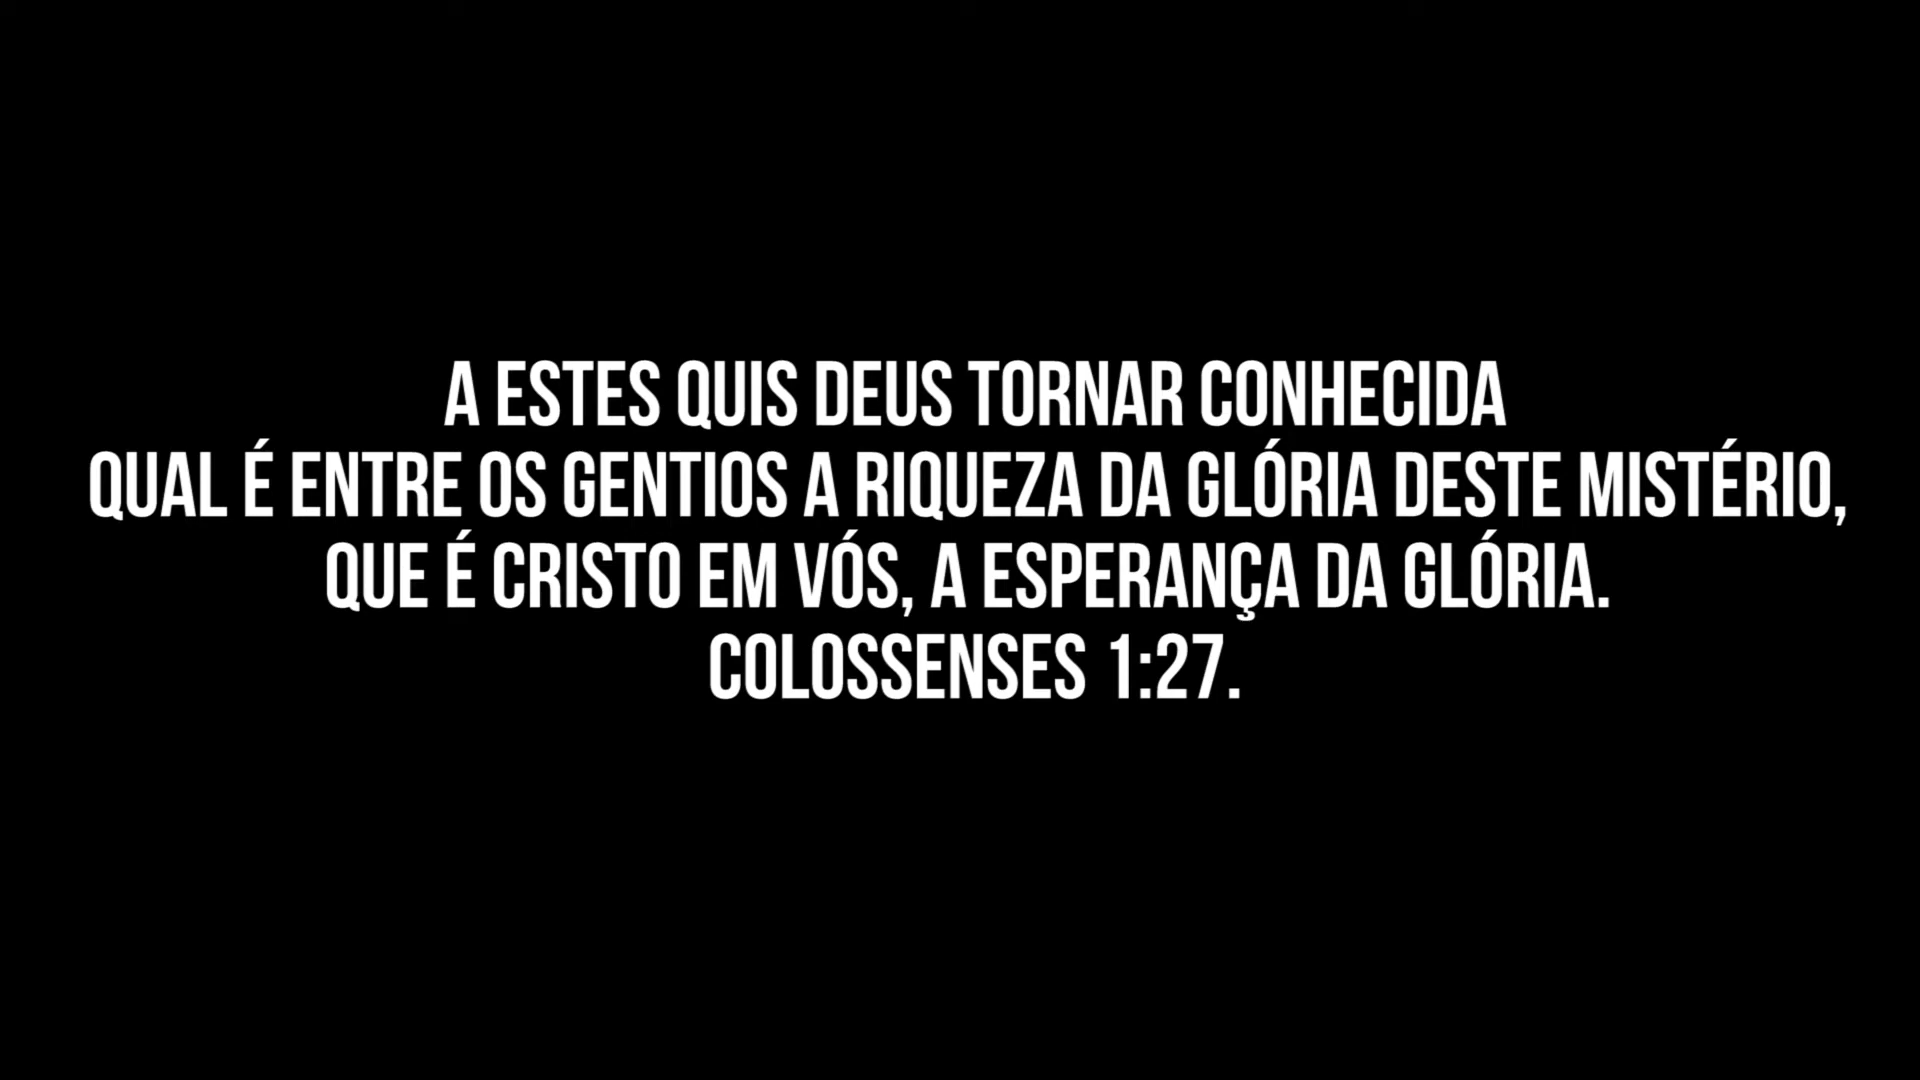 A ESTES QUIS DEUS TORNAR CONHECIDA
QUAL É ENTRE OS GENTIOS A RIQUEZA DA GLÓRIA DESTE MISTÉRIO,
QUE É CRISTO EM VÓS, A ESPERANÇA DA GLÓRIA.
COLOSSENSES 1:27.